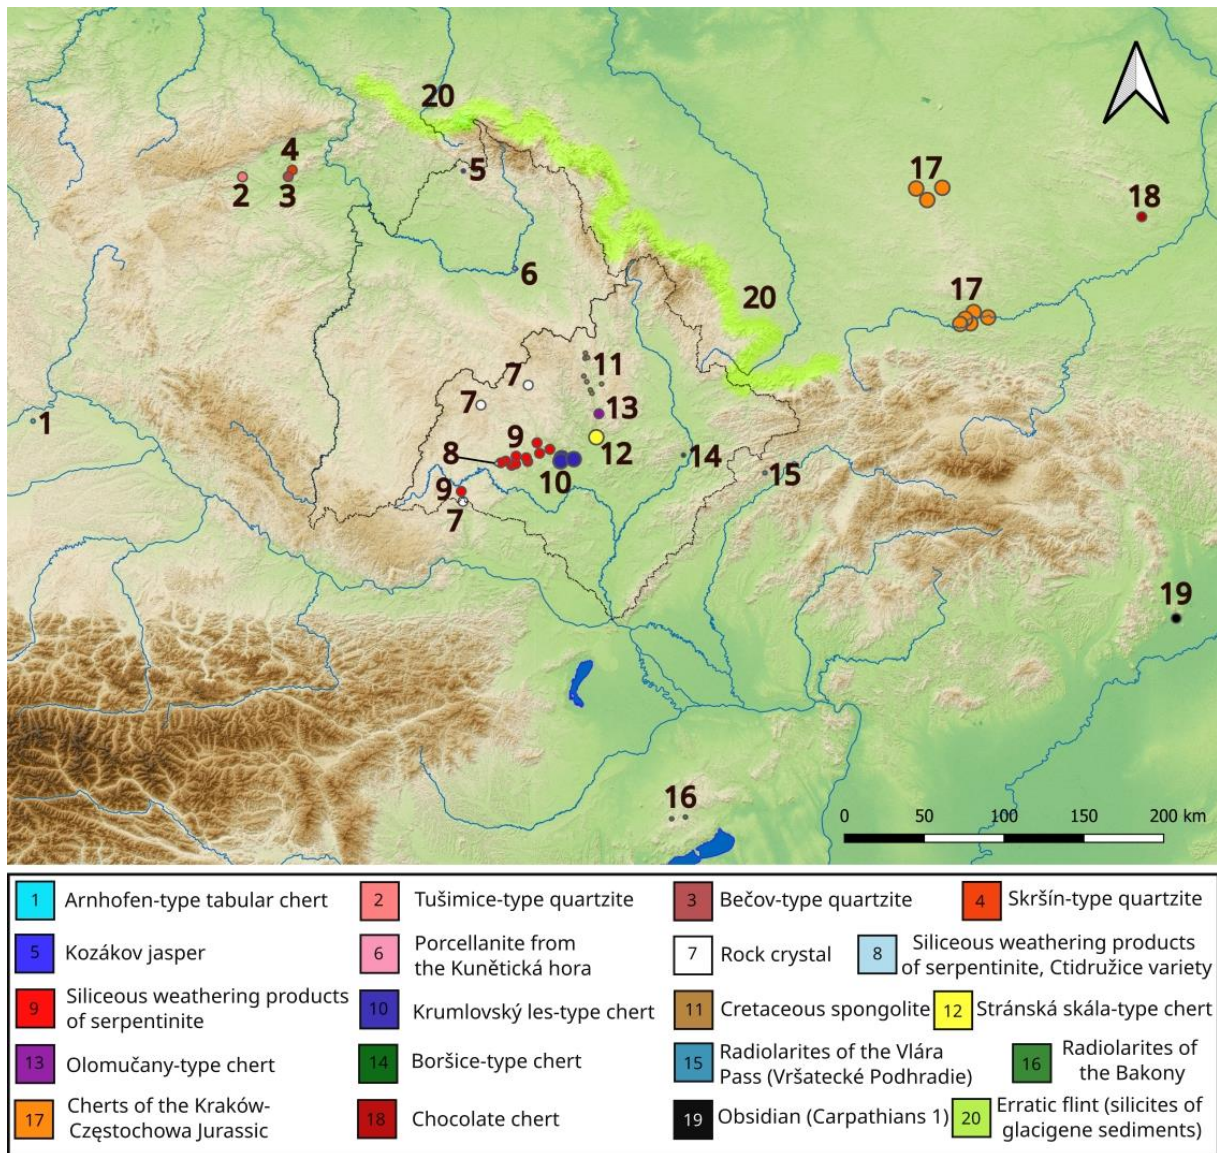 20
4
5
2
3
17
18
6
20
17
11
7
7
13
1
9
8
12
14
10
15
9
7
19
16
0 50 100 150 200 km
1 Arnhofen-type tabular chert
2 Tušimice-type quartzite
3 Bečov-type quartzite
4 Skršín-type quartzite
5 Kozákov jasper
6 Porcellanite from
the Kunětická hora
7 Rock crystal
8 Siliceous weathering products
of serpentinite, Ctidružice variety
9 Siliceous weathering products
of serpentinite
10 Krumlovský les-type chert
11 Cretaceous spongolite
12 Stránská skála-type chert
13 Olomučany-type chert
14 Boršice-type chert
15 Radiolarites of the Vlára
Pass (Vršatecké Podhradie)
16 Radiolarites of
the Bakony
17 Cherts of the Kraków-
Częstochowa Jurassic
18 Chocolate chert
19 Obsidian (Carpathians 1)
20 Erratic flint (silicites of
glacigene sediments)